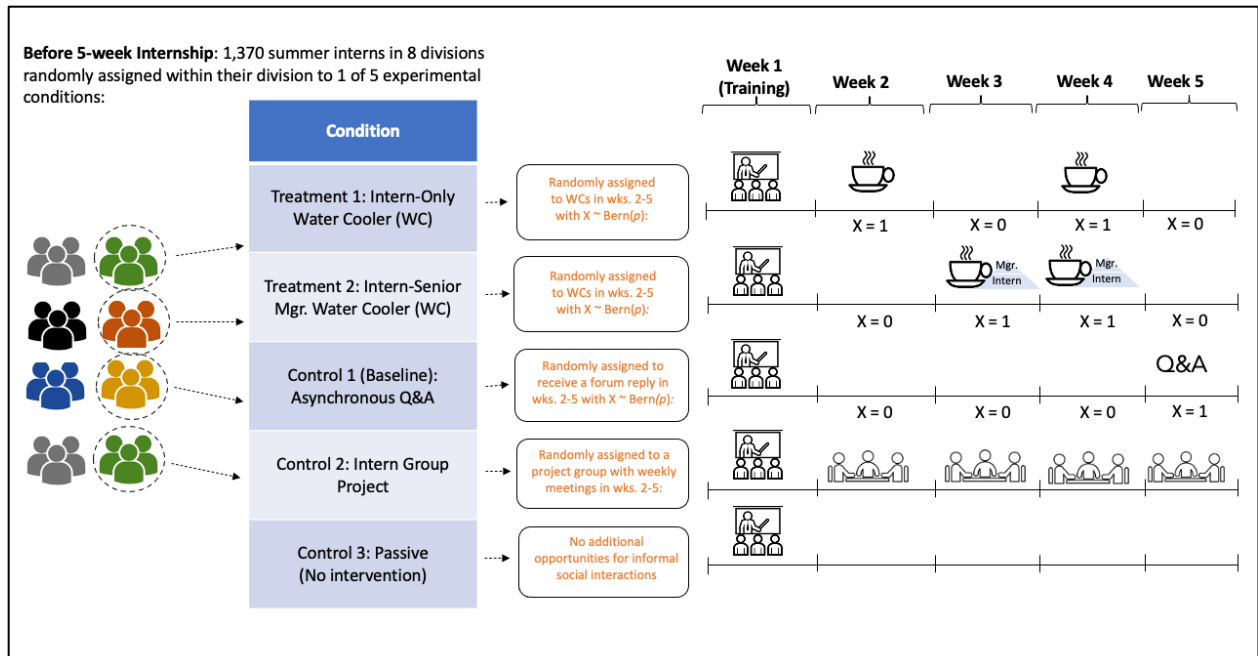 Before 5-week Internship: 1,370 summer interns in 8 divisions
randomly assigned within their division to 1 of 5 experimental
conditions:
Condition
Treatment 1: Intern-Only
Water Cooler (WC)
Treatment 2: Intern-Senior
Mgr. Water Cooler (WC)
Control 1 (Baseline):
Asynchronous Q&A
Control 2: Intern Group
Project
Control 3: Passive
(No intervention)
Randomly assigned
to WCs in wks. 2-5
with X ~ Bern(p):
Randomly assigned
to WCs in wks. 2-5
with X ~ Bern(p):
Randomly assigned to
receive a forum reply in
wks. 2-5 with X ~ Bern(p):
Randomly assigned to a
project group with weekly
meetings in wks. 2-5:
No additional
opportunities for informal
social interactions
Week 1
(Training)
Week 2
Week 3
Week 4
Week 5
X = 1
X = 0
X = 1
X = 0
Mgr.
Intern
Mgr.
Intern
X = 0
X = 1
X = 1
X = 0
Q&A
X = 0
X = 0
X = 0
X = 1